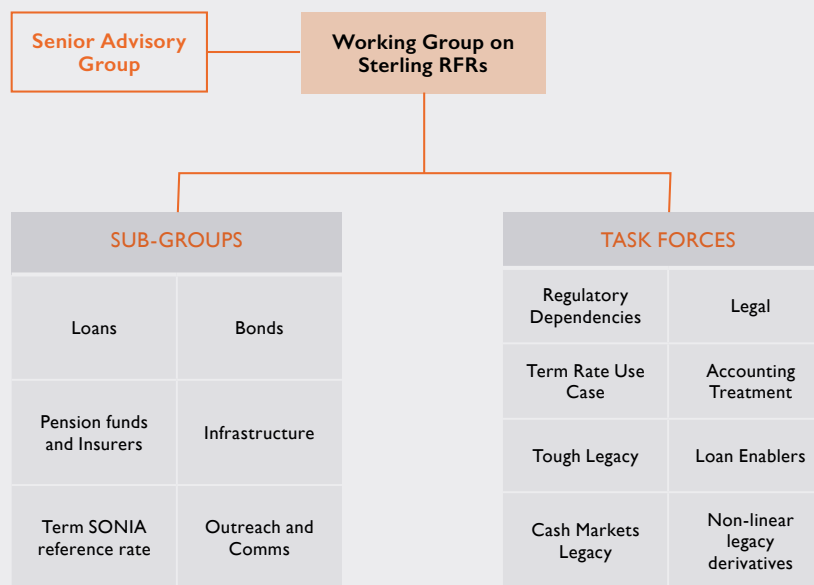 Senior Advisory
Group
Working Group on
Sterling RFRs
SUB-GROUPS
Loans
Bonds
Pension funds
and Insurers
Infrastructure
Term SONIA
reference rate
Outreach and
Comms
TASK FORCES
Regulatory
Dependencies
Legal
Term Rate Use
Case
Accounting
Treatment
Tough Legacy
Loan Enablers
Cash Markets
Legacy
Non-linear
legacy
derivatives